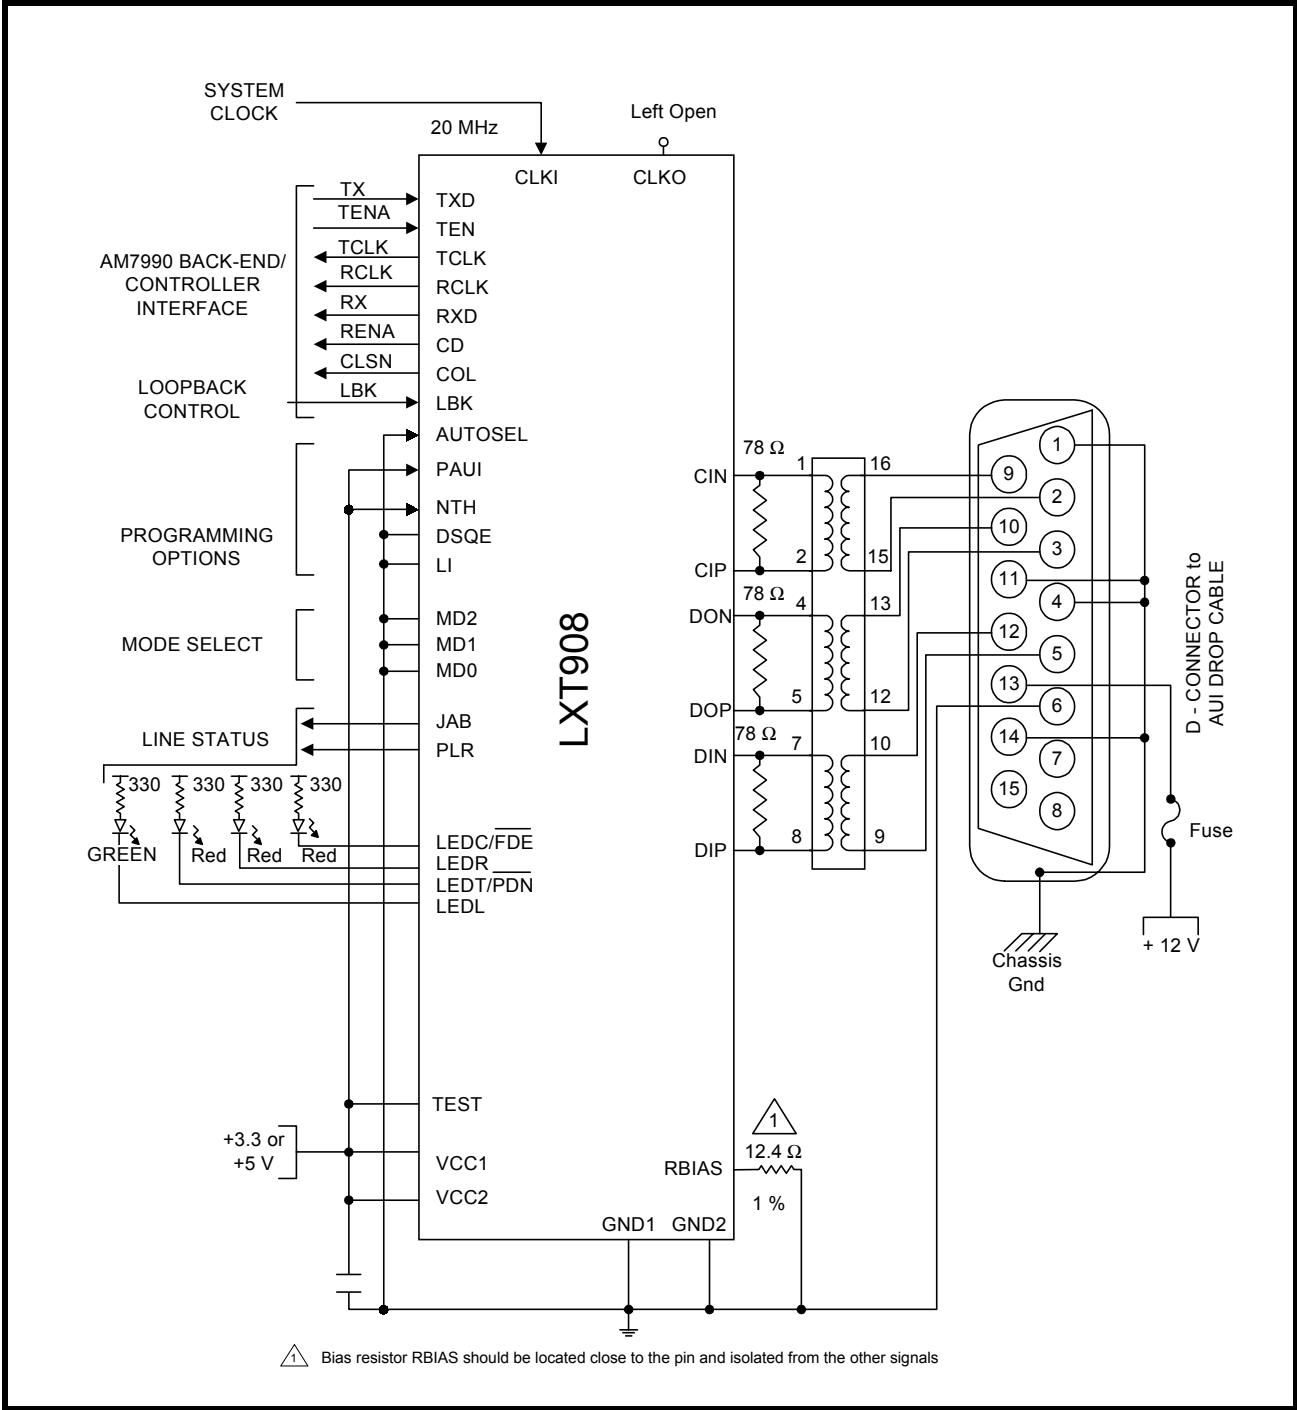 SYSTEM
CLOCK
20 MHz
Left Open
CLKI
CLKO
TX
TENA
TCLK
RCLK
RX
RENA
CLSN
LBK
AM7990 BACK-END/
CONTROLLER
INTERFACE
LOOPBACK
CONTROL
TXD
TEN
TCLK
RCLK
RXD
CD
COL
LBK
AUTOSEL
PAUI
NTH
DSQE
LI
PROGRAMMING
OPTIONS
MD2
MD1
MD0
MODE SELECT
JAB
PLR
LINE STATUS
330
330
330
330
GREEN
Red
Red
Red
LEDC/FDE
LEDR
LEDT/PDN
LEDL
LXT908
CIN
CIP
DON
DOP
DIN
DIP
78 Ω
78 Ω
78 Ω
1
2
4
5
7
8
16
15
13
12
10
9
1
9
2
10
3
11
4
12
5
13
6
14
7
15
8
D - CONNECTOR to
AUI DROP CABLE
Fuse
+ 12 V
Chassis
Gnd
TEST
+3.3 or
+5 V
VCC1
VCC2
RBIAS
1
12.4 Ω
1 %
GND1
GND2
1 Bias resistor RBIAS should be located close to the pin and isolated from the other signals